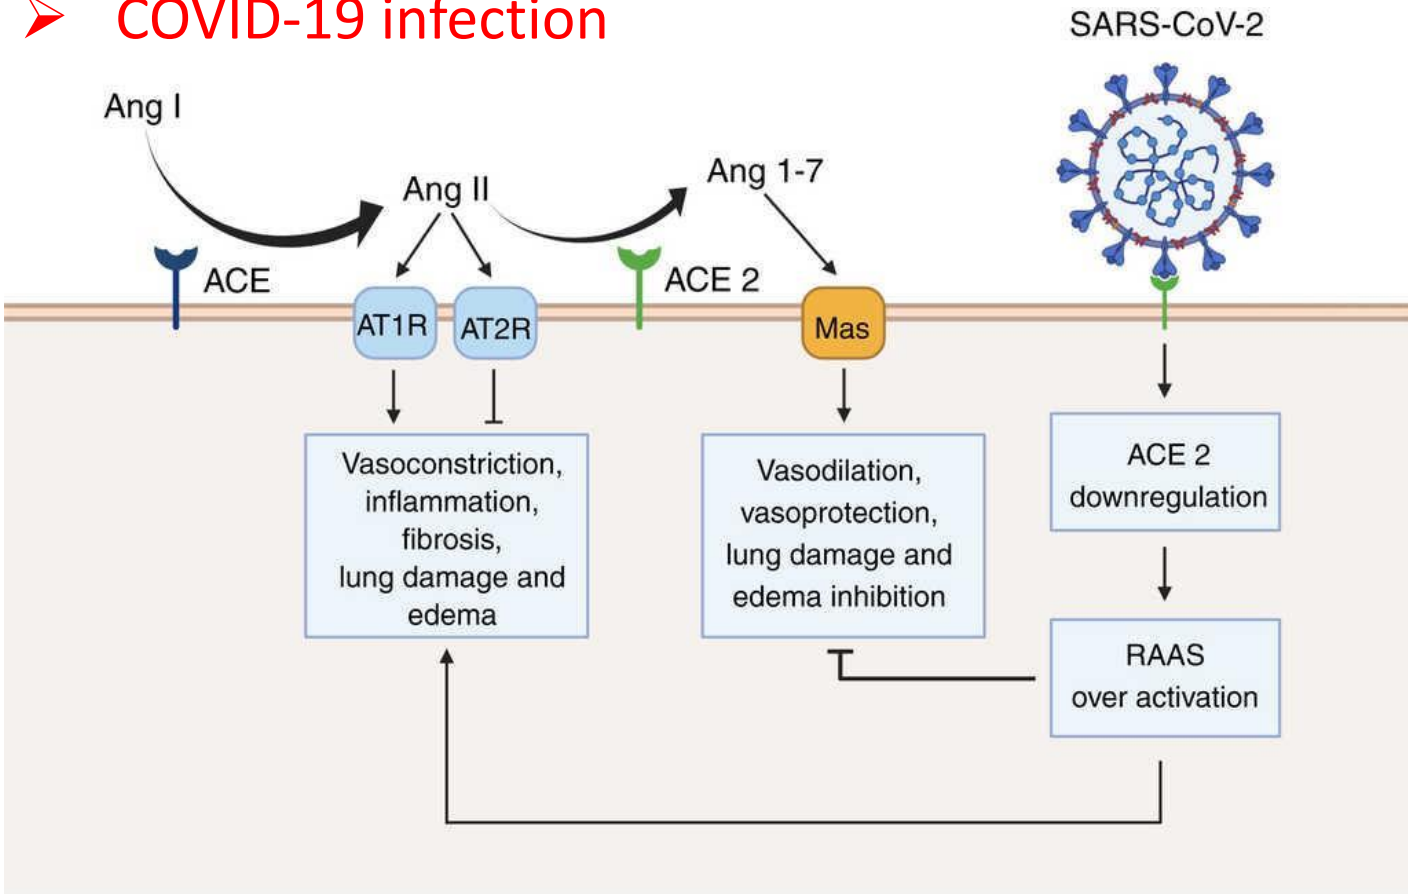 COVID-19 infection
SARS-CoV-2
Ang I
Ang II
Ang 1-7
ACE
ACE 2
AT1R
AT2R
Mas
Vasoconstriction,
inflammation,
fibrosis,
lung damage and
edema
Vasodilation,
vasoprotection,
lung damage and
edema inhibition
ACE 2
downregulation
RAAS
over activation